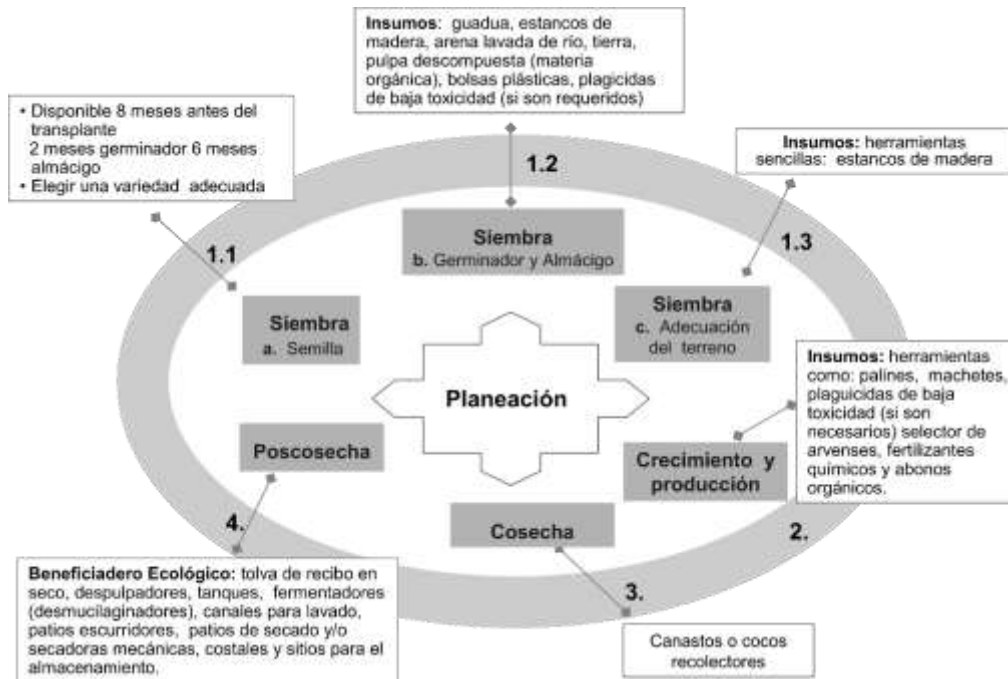 Insumos: guadua, estancos de
madera, arena lavada de río, tierra,
pulpa descompuesta (materia
orgánica), bolsas plásticas, plagicidas
de baja toxicidad (si son requeridos)
• Disponible 8 meses antes del
transplante
2 meses germinador 6 meses
almácigo
• Elegir una variedad adecuada
Insumos: herramientas
sencillas: estancos de madera
1.2
1.1
1.3
Siembra
b. Germinador y Almácigo
Siembra
a. Semilla
Siembra
c. Adecuación
del terreno
Planeación
Insumos: herramientas
como: palines, machetes,
plaguicidas de baja
toxicidad (si son
necesarios) selector de
arvenses, fertilizantes
químicos y abonos
orgánicos.
Poscosecha
Crecimiento y
producción
Cosecha
4.
2.
3.
Beneficiadero Ecológico: tolva de recibo en
seco, despulpadores, tanques, fermentadores
(desmucilaginadores), canales para lavado,
patios escurridores, patios de secado y/o
secadoras mecánicas, costales y sitios para el
almacenamiento.
Canastos o cocos
recolectores